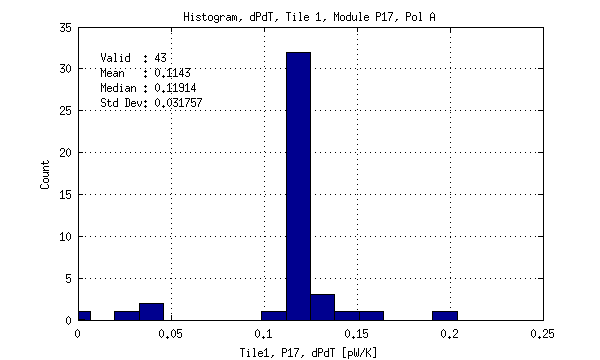 Histogram, dPdT, Tile 1, Module P17, Pol A
35
30
25
20
15
10
5
0
Valid : 43
Mean : 0.1143
Median : 0.11914
Std Dev: 0.031757
Count
0 0.05 0.1 0.15 0.2 0.25
Tile1, P17, dPdT [pW/K]